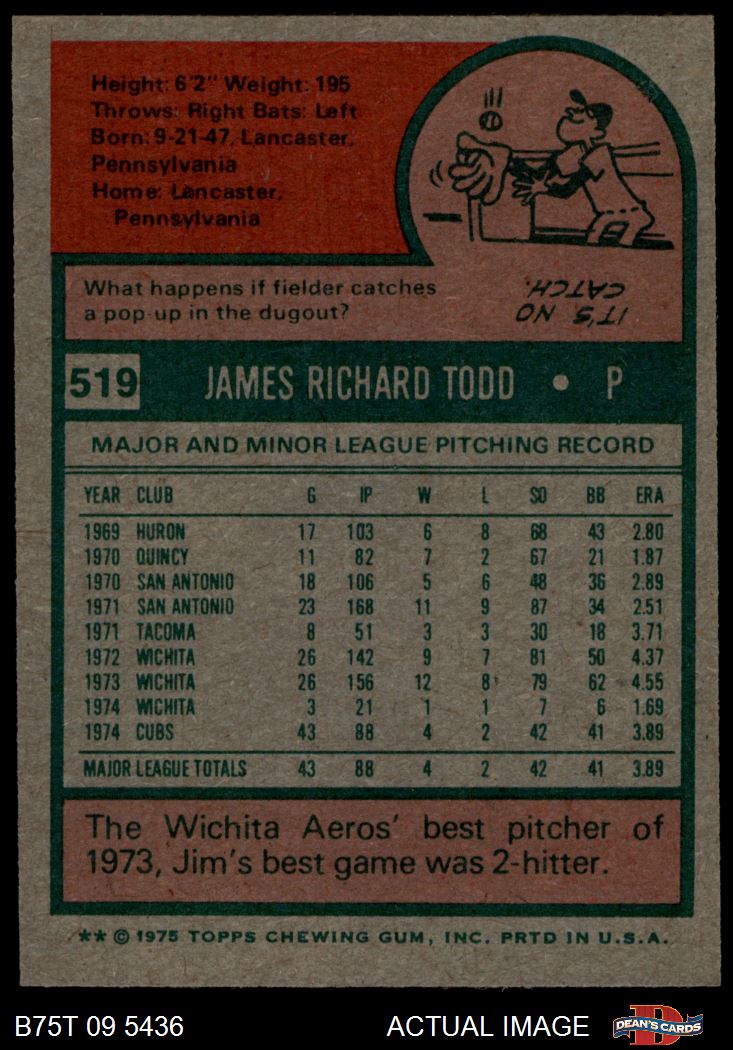 Height: 6'2" Weight: 195
Throws: Right Bats: Left
Born: 9-21-47, Lancaster,
Pennsylvania
Home: Lancaster,
Pennsylvania
What happens if fielder catches
a pop-up in the dugout?
IT'S NO
CATCH.
519 JAMES RICHARD TODD • P
MAJOR AND MINOR LEAGUE PITCHING RECORD
YEAR CLUB G IP W L SO BB ERA
1969 HURON 17 103 6 8 68 43 2.80
1970 QUINCY 11 82 7 2 67 21 1.87
1970 SAN ANTONIO 18 106 5 6 48 36 2.89
1971 SAN ANTONIO 23 168 11 9 87 34 2.51
1971 TACOMA 8 51 3 3 30 18 3.71
1972 WICHITA 26 142 9 7 81 50 4.37
1973 WICHITA 26 156 12 8 79 62 4.55
1974 WICHITA 3 21 1 1 7 6 1.69
1974 CUBS 43 88 4 2 42 41 3.89
MAJOR LEAGUE TOTALS 43 88 4 2 42 41 3.89
The Wichita Aeros' best pitcher of
1973, Jim's best game was 2-hitter.
** © 1975 TOPPS CHEWING GUM, INC. PRTD IN U.S.A.
B75T 09 5436 ACTUAL IMAGE DEAN'S CARDS